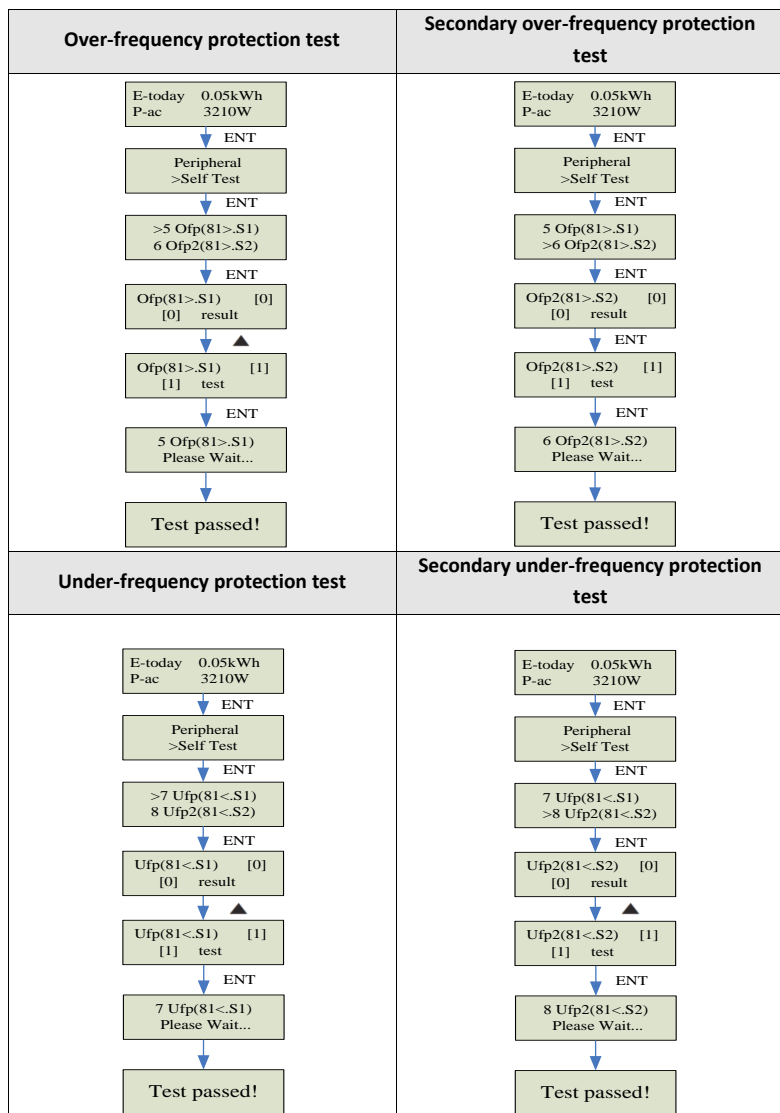 Over-frequency protection test
Secondary over-frequency protection
test
E-today 0.05kWh
P-ac 3210W
ENT
Peripheral
>Self Test
ENT
>5 Ofp(81>.S1)
6 Ofp2(81>.S2)
ENT
Ofp(81>.S1) [0]
[0] result
Ofp(81>.S1) [1]
[1] test
ENT
5 Ofp(81>.S1)
Please Wait...
Test passed!
E-today 0.05kWh
P-ac 3210W
ENT
Peripheral
>Self Test
ENT
5 Ofp(81>.S1)
>6 Ofp2(81>.S2)
ENT
Ofp2(81>.S2) [0]
[0] result
ENT
Ofp2(81>.S2) [1]
[1] test
ENT
6 Ofp2(81>.S2)
Please Wait...
Test passed!
Under-frequency protection test
Secondary under-frequency protection
test
E-today 0.05kWh
P-ac 3210W
ENT
Peripheral
>Self Test
ENT
>7 Ufp(81<.S1)
8 Ufp2(81<.S2)
ENT
Ufp(81<.S1) [0]
[0] result
Ufp(81<.S1) [1]
[1] test
ENT
7 Ufp(81<.S1)
Please Wait...
Test passed!
E-today 0.05kWh
P-ac 3210W
ENT
Peripheral
>Self Test
ENT
7 Ufp(81<.S1)
>8 Ufp2(81<.S2)
ENT
Ufp2(81<.S2) [0]
[0] result
Ufp2(81<.S2) [1]
[1] test
ENT
8 Ufp2(81<.S2)
Please Wait...
Test passed!